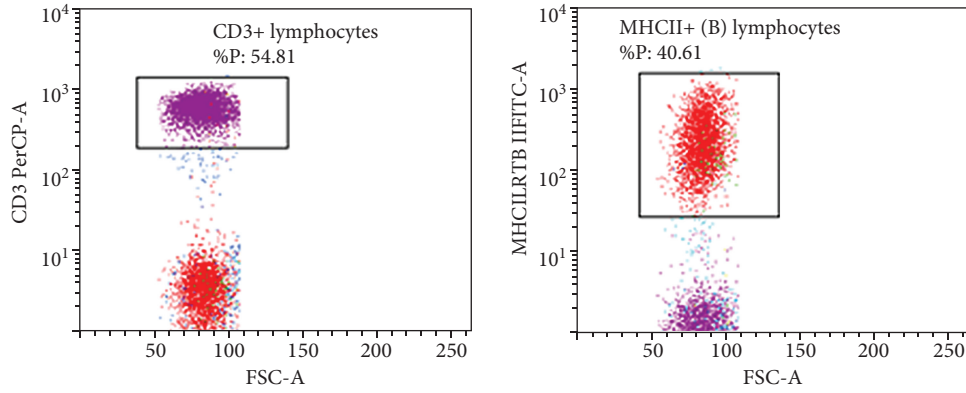 CD3+ lymphocytes
%P: 54.81
10⁴
10³
10²
10¹
CD3 PerCP-A
50
100
150
200
250
FSC-A
MHCII+ (B) lymphocytes
%P: 40.61
10⁴
10³
10²
10¹
MHCILRTB IIFITC-A
50
100
150
200
250
FSC-A